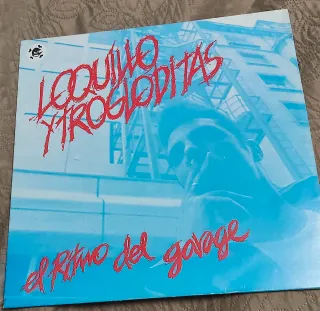 LOQUILLO
Y TROGLODITAS
el Ritmo del garage